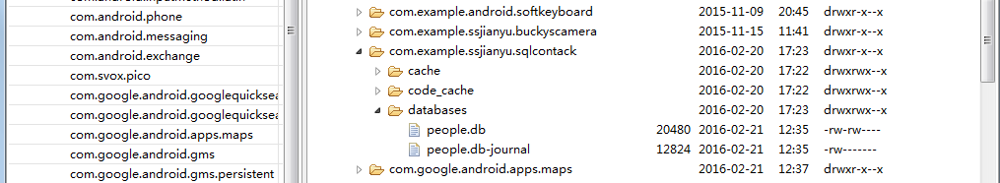 com.android.phone
com.android.messaging
com.android.exchange
com.svox.pico
com.google.android.googlequicksea
com.google.android.googlequicksea
com.google.android.apps.maps
com.google.android.gms
com.google.android.gms.persistent
com.example.android.softkeyboard 2015-11-09 20:45 drwxr-x--x
com.example.ssjianyu.buckyscamera 2015-11-15 11:41 drwxr-x--x
com.example.ssjianyu.sqlcontack 2016-02-20 17:23 drwxr-x--x
cache 2016-02-20 17:22 drwxrwx--x
code_cache 2016-02-20 17:22 drwxrwx--x
databases 2016-02-20 17:23 drwxrwx--x
people.db 20480 2016-02-21 12:35 -rw-rw----
people.db-journal 12824 2016-02-21 12:35 -rw-------
com.google.android.apps.maps 2016-02-21 12:37 drwxr-x--x